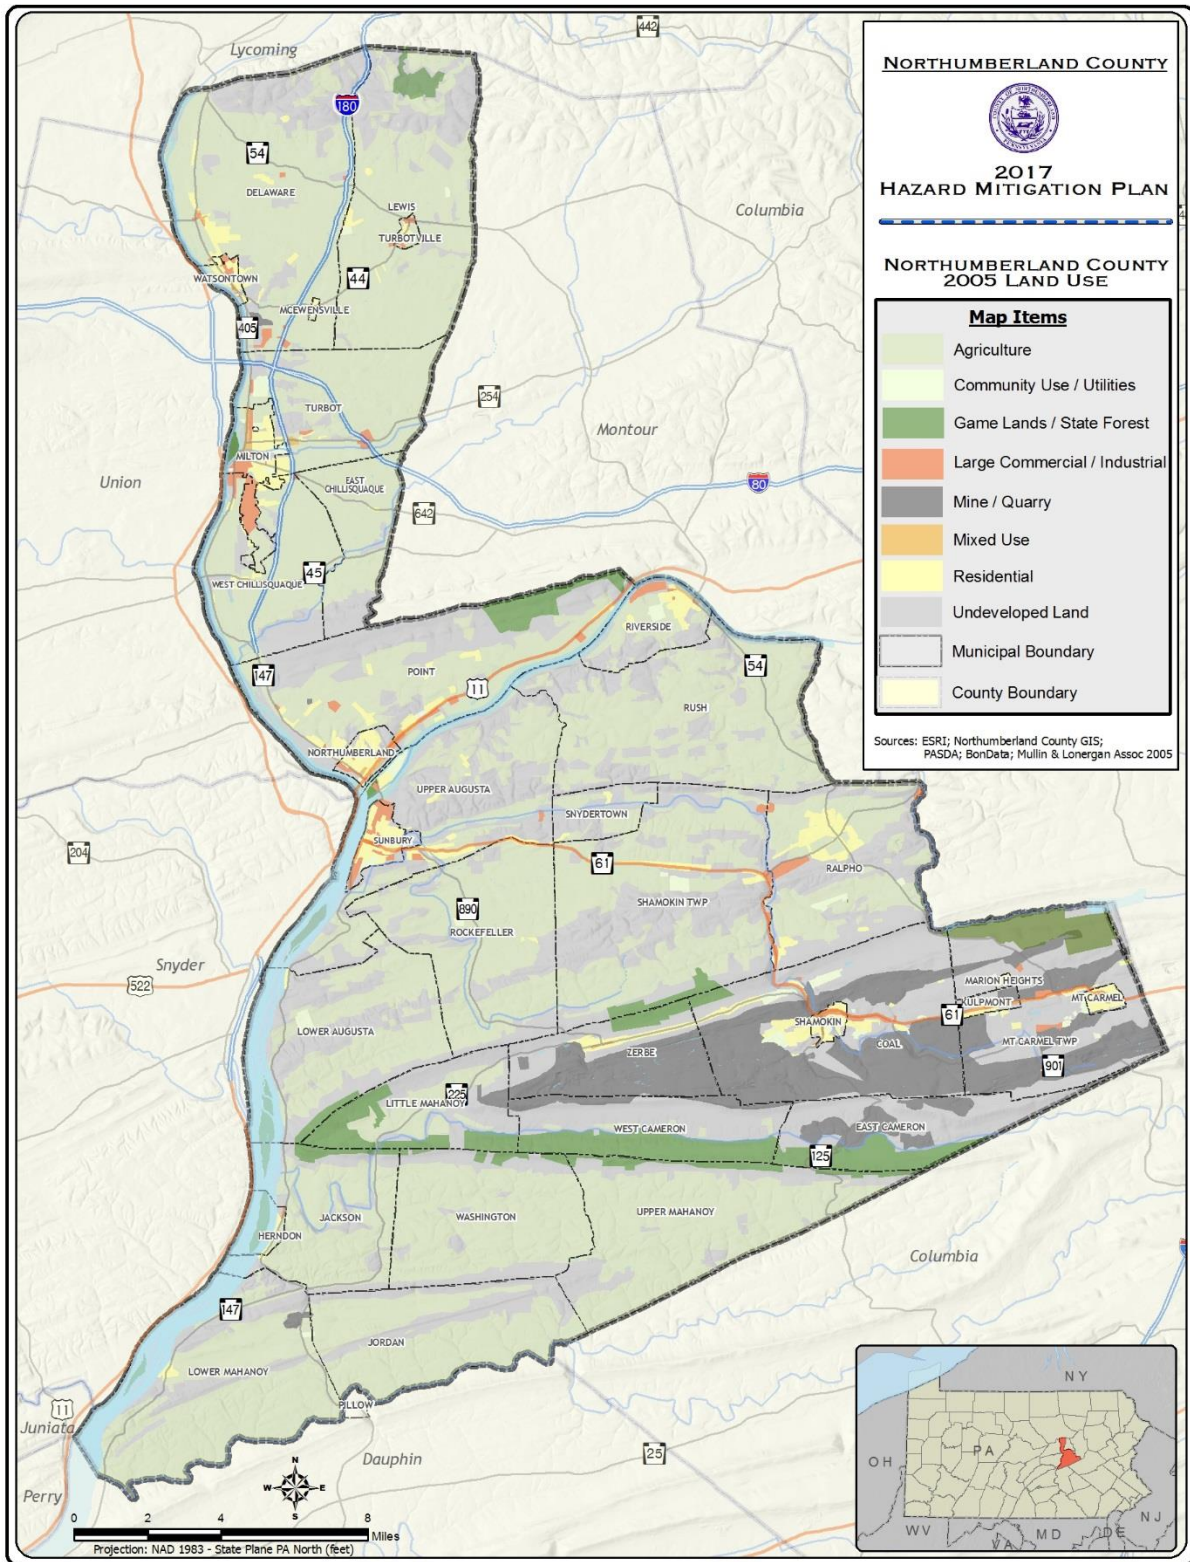 NORTHUMBERLAND COUNTY
COUNTY OF NORTHUMBERLAND
PENNSYLVANIA
2017
HAZARD MITIGATION PLAN
NORTHUMBERLAND COUNTY
2005 LAND USE
Map Items
Agriculture
Community Use / Utilities
Game Lands / State Forest
Large Commercial / Industrial
Mine / Quarry
Mixed Use
Residential
Undeveloped Land
Municipal Boundary
County Boundary
Sources: ESRI; Northumberland County GIS;
PASDA; BonData; Mullin & Lonergan Assoc 2005
Lycoming
442
180
54
DELAWARE
LEWIS
TURBOTVILLE
Columbia
WATSONTOWN
44
MCEWENSVILLE
405
254
TURBOT
Montour
MILTON
Union
80
EAST
CHILLISQUAQUE
642
45
WEST CHILLISQUAQUE
RIVERSIDE
147
POINT
54
11
RUSH
NORTHUMBERLAND
UPPER AUGUSTA
SNYDERTOWN
SUNBURY
204
61
RALPHO
SHAMOKIN TWP
890
ROCKEFELLER
Snyder
522
MARION HEIGHTS
KULPMONT
MT CARMEL
61
SHAMOKIN
LOWER AUGUSTA
COAL
MT CARMEL TWP
ZERBE
901
225
LITTLE MAHANOY
WEST CAMERON
EAST CAMERON
125
JACKSON
WASHINGTON
UPPER MAHANOY
HERNDON
Columbia
147
JORDAN
LOWER MAHANOY
PILLOW
11
Juniata
Dauphin
25
Perry
N
W E
S
0 2 4 8
Miles
Projection: NAD 1983 - State Plane PA North (feet)
NY
PA
OH
NJ
WV
MD
DE
VA